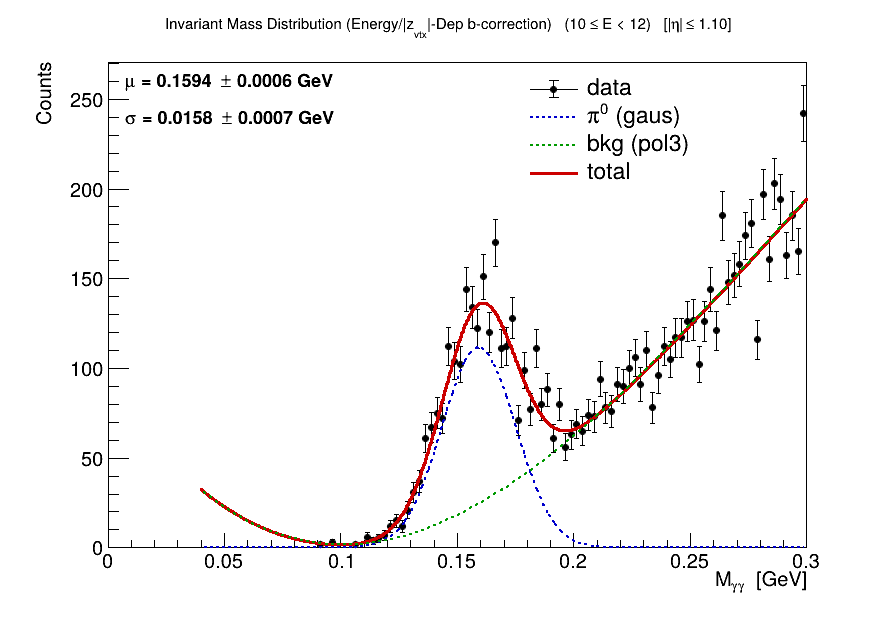 Invariant Mass Distribution (Energy/|z_vtx|-Dep b-correction) (10 ≤ E < 12) [|η| ≤ 1.10]
μ = 0.1594 ± 0.0006 GeV
σ = 0.0158 ± 0.0007 GeV
data
π⁰ (gaus)
bkg (pol3)
total
Counts
250
200
150
100
50
0
0 0.05 0.1 0.15 0.2 0.25 0.3
M_γγ [GeV]